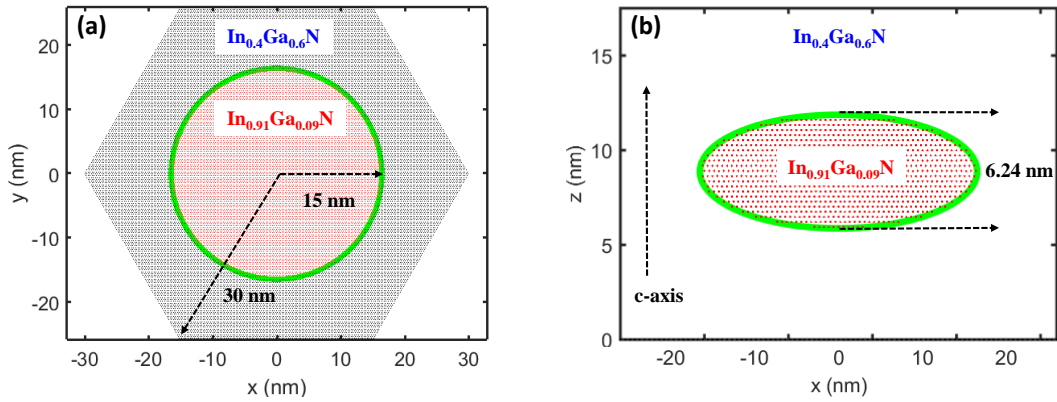 (a)
In0.4Ga0.6N
In0.91Ga0.09N
15 nm
30 nm
20
10
0
-10
-20
y (nm)
-30 -20 -10 0 10 20 30
x (nm)
(b)
In0.4Ga0.6N
In0.91Ga0.09N
6.24 nm
c-axis
15
10
5
0
z (nm)
-20 -10 0 10 20
x (nm)